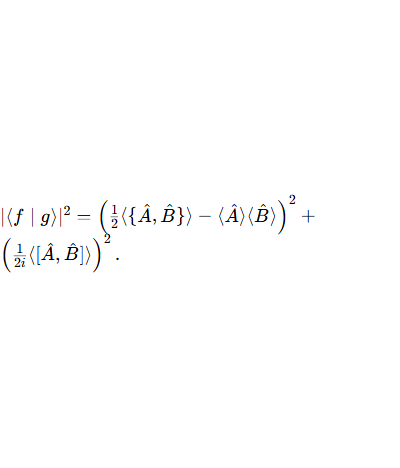 |⟨f | g⟩|² = (½⟨{Â, B̂}⟩ − ⟨Â⟩⟨B̂⟩)² +
(1/2i ⟨[Â, B̂]⟩)² .